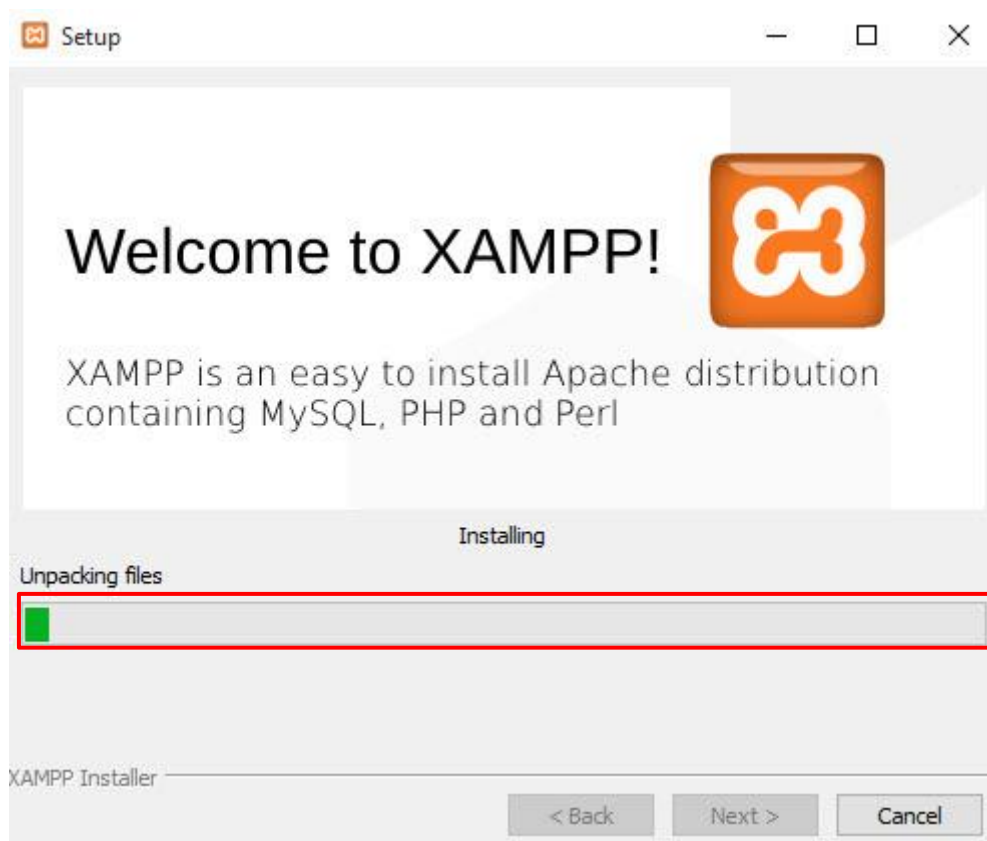 Setup
Welcome to XAMPP!
XAMPP is an easy to install Apache distribution
containing MySQL, PHP and Perl
Installing
Unpacking files
XAMPP Installer
< Back
Next >
Cancel